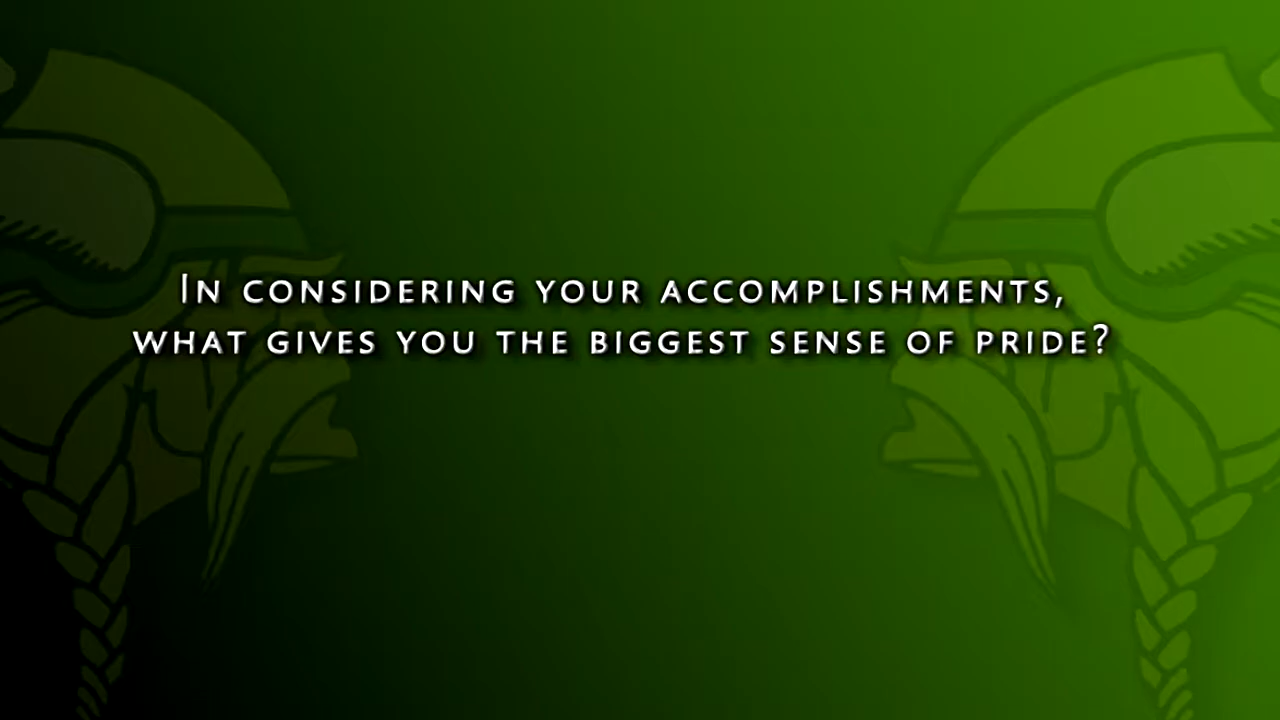 In considering your accomplishments,
what gives you the biggest sense of pride?